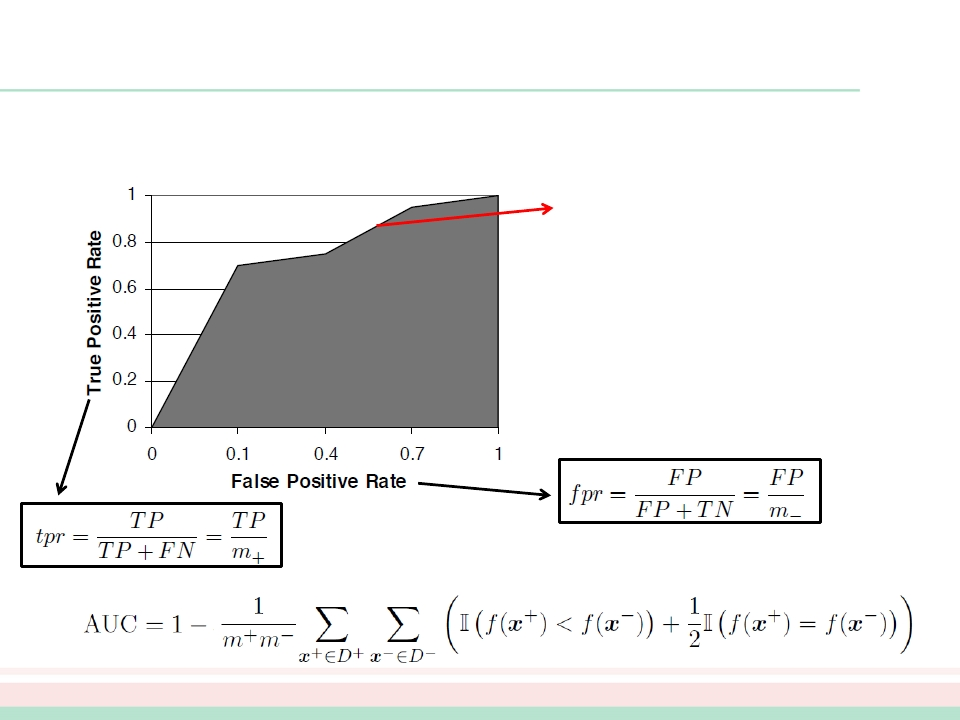 1
0.8
0.6
0.4
0.2
0
True Positive Rate
0 0.1 0.4 0.7 1
False Positive Rate
fpr = FP / (FP + TN) = FP / m₋
tpr = TP / (TP + FN) = TP / m₊
AUC = 1 − 1 / (m⁺m⁻) ∑_{x⁺∈D⁺} ∑_{x⁻∈D⁻} ( 𝕀( f(x⁺) < f(x⁻) ) + 1/2 𝕀( f(x⁺) = f(x⁻) ) )